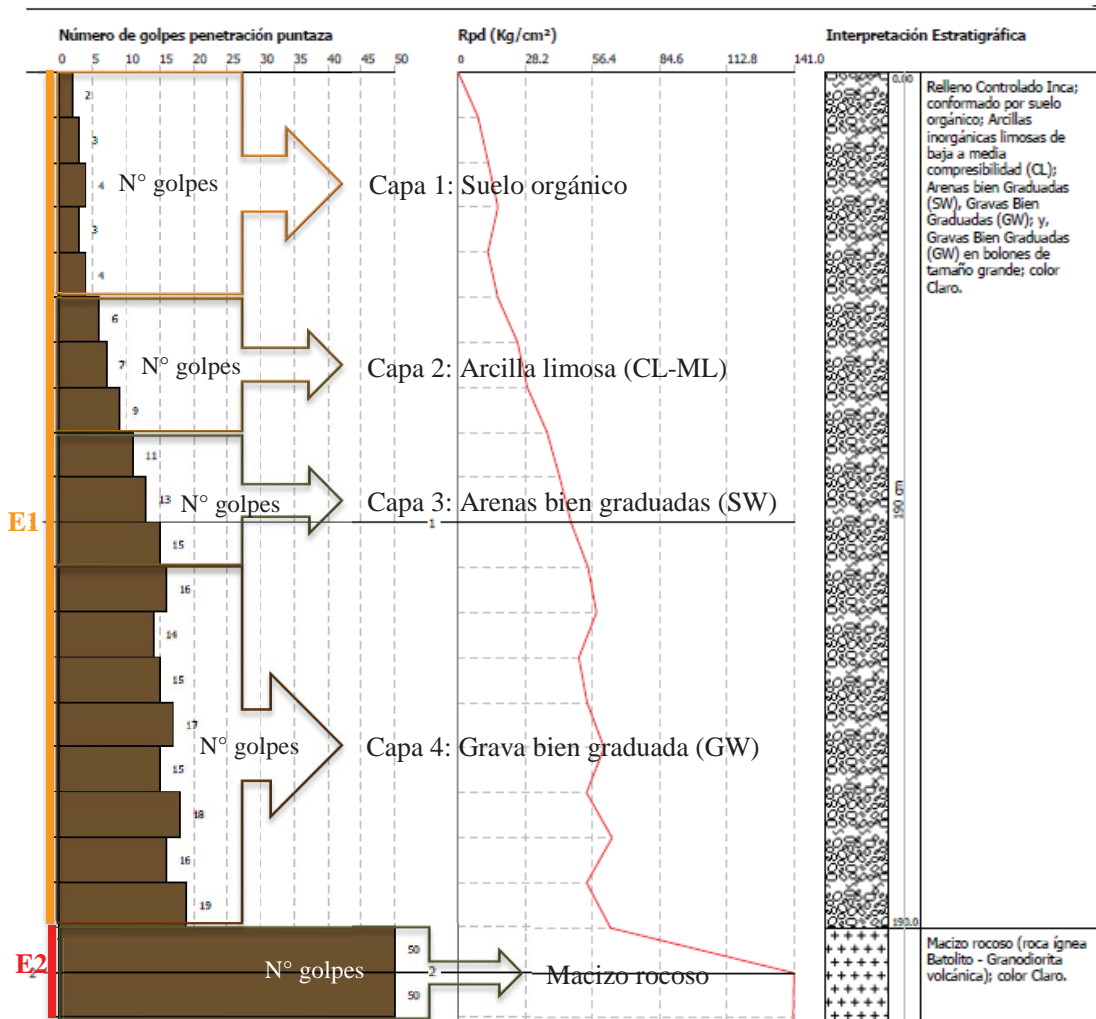 Número de golpes penetración puntaza
0 5 10 15 20 25 30 35 40 45 50
2
3
4
3
4
6
7
9
11
13
15
16
14
15
17
15
18
16
19
50
50
N° golpes
Capa 1: Suelo orgánico
N° golpes
Capa 2: Arcilla limosa (CL-ML)
N° golpes
Capa 3: Arenas bien graduadas (SW)
N° golpes
Capa 4: Grava bien graduada (GW)
N° golpes
Macizo rocoso
E1
1
E2
2
2
Rpd (Kg/cm²)
0 28.2 56.4 84.6 112.8 141.0
Interpretación Estratigráfica
0.00
190 cm
190.0
Relleno Controlado Inca;
conformado por suelo
orgánico; Arcillas
inorgánicas limosas de
baja a media
compresibilidad (CL);
Arenas bien Graduadas
(SW), Gravas Bien
Graduadas (GW); y,
Gravas Bien Graduadas
(GW) en bolones de
tamaño grande; color
Claro.
Macizo rocoso (roca ígnea
Batolito - Granodiorita
volcánica); color Claro.